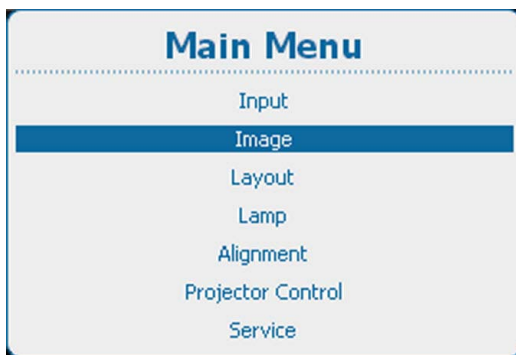 Main Menu
Input
Image
Layout
Lamp
Alignment
Projector Control
Service